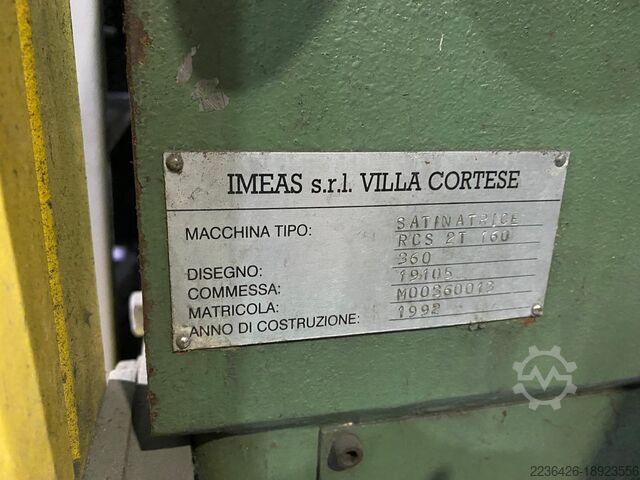 IMEAS s.r.l. VILLA CORTESE
MACCHINA TIPO: SATINATRICE
RCS 2T 160
DISEGNO: 360
COMMESSA: 19105
MATRICOLA: M00360013
ANNO DI COSTRUZIONE: 1992
2236426-18923556